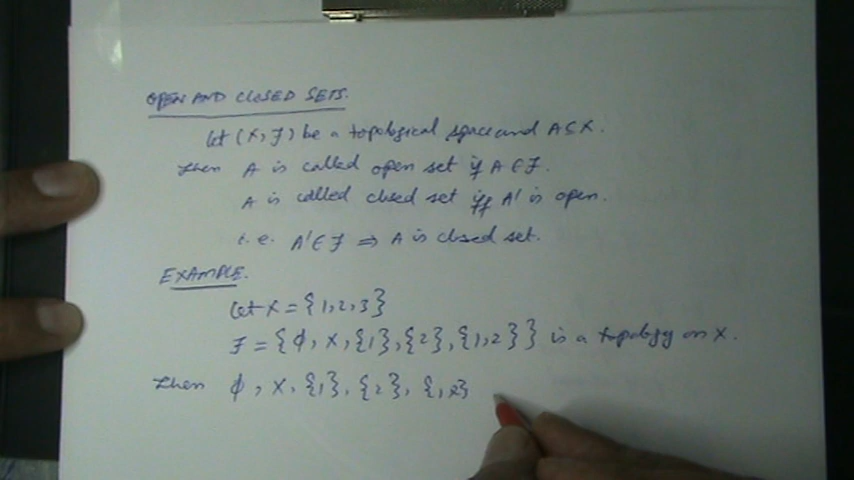 OPEN AND CLOSED SETS.
Let (X, J) be a topological space and A ⊆ X.
Then A is called open set if A ∈ J.
A is called closed set iff A' is open.
i.e. A' ∈ J ⇒ A is closed set.
EXAMPLE.
Let X = {1, 2, 3}
J = {ϕ, X, {1}, {2}, {1, 2}} is a topology on X.
Then ϕ, X, {1}, {2}, {1, 2}